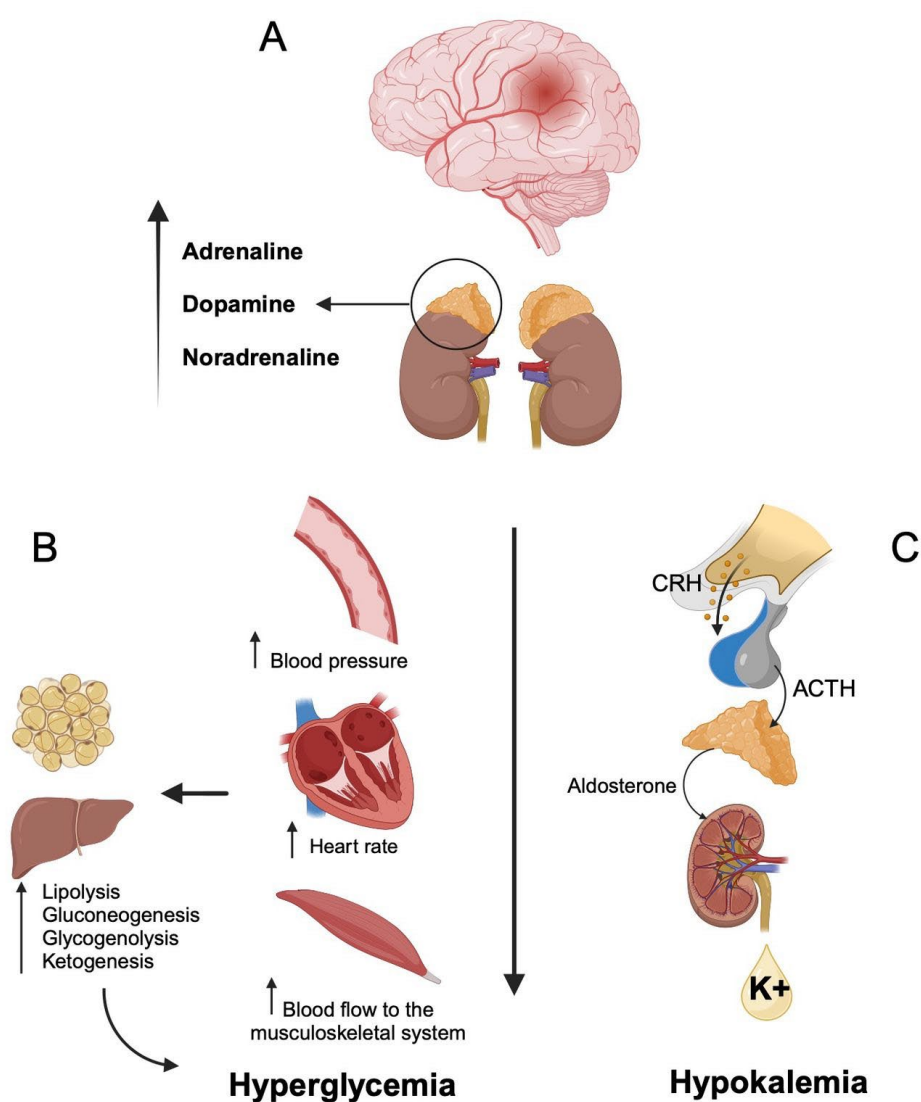 A
Adrenaline
Dopamine
Noradrenaline
B
Blood pressure
Heart rate
Lipolysis
Gluconeogenesis
Glycogenolysis
Ketogenesis
Blood flow to the
musculoskeletal system
Hyperglycemia
C
CRH
ACTH
Aldosterone
K+
Hypokalemia